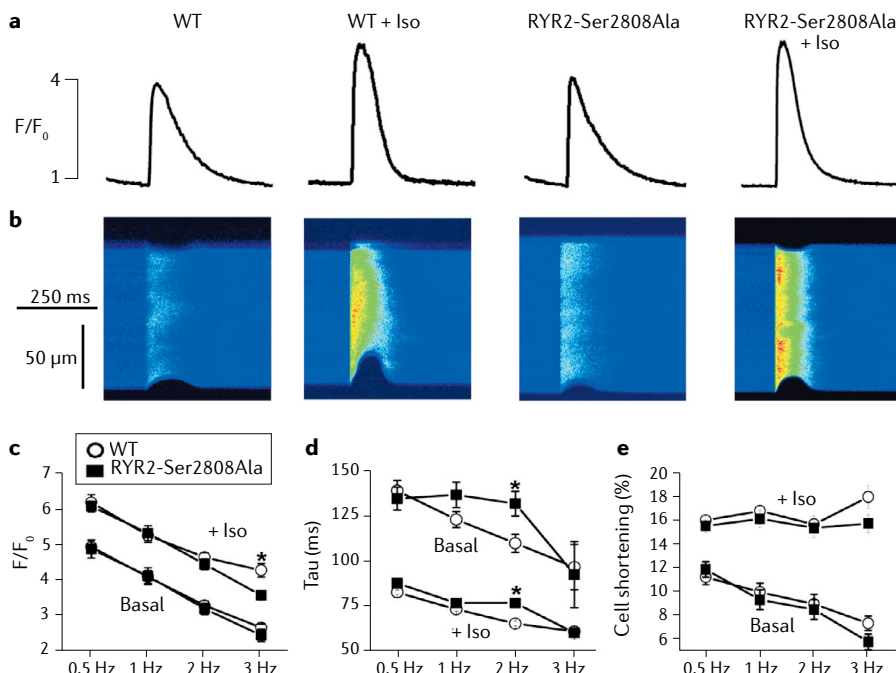 a
WT
WT + Iso
RYR2-Ser2808Ala
RYR2-Ser2808Ala
+ Iso
4
F/F0
1
b
250 ms
50 µm
c
WT
RYR2-Ser2808Ala
7
6
5
4
3
2
F/F0
+ Iso
*
Basal
0.5 Hz 1 Hz 2 Hz 3 Hz
d
150
125
100
75
50
Tau (ms)
*
Basal
*
+ Iso
0.5 Hz 1 Hz 2 Hz 3 Hz
e
20
18
16
14
12
10
8
6
Cell shortening (%)
+ Iso
Basal
0.5 Hz 1 Hz 2 Hz 3 Hz